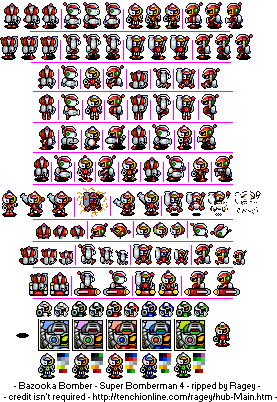 - Bazooka Bomber - Super Bomberman 4 - ripped by Ragey -
- credit isn't required - http://tenchionline.com/ragey/hub-Main.htm